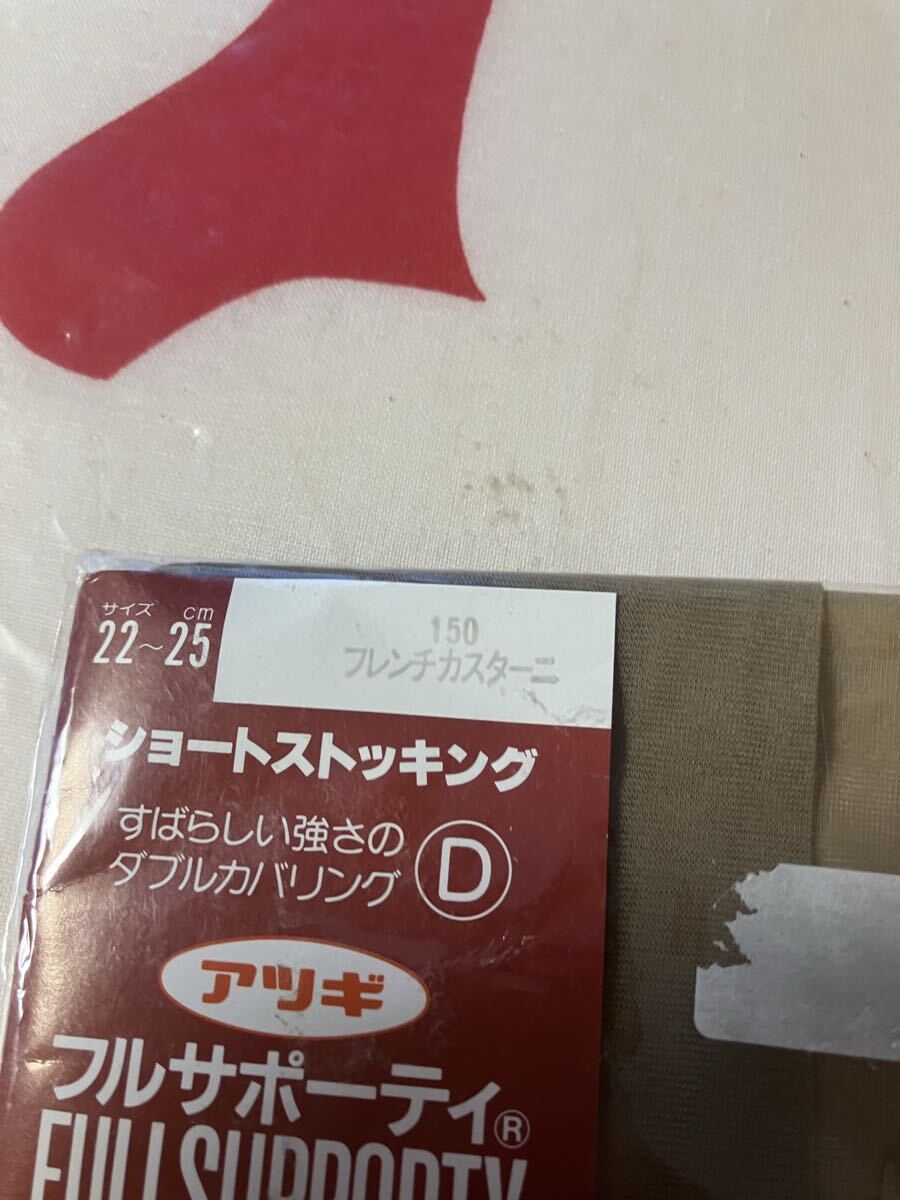 サイズ cm
22~25
150
フレンチカスターニ
ショートストッキング
すばらしい強さの
ダブルカバリング D
アツギ
フルサポーティ®
FULLSUPPORTY